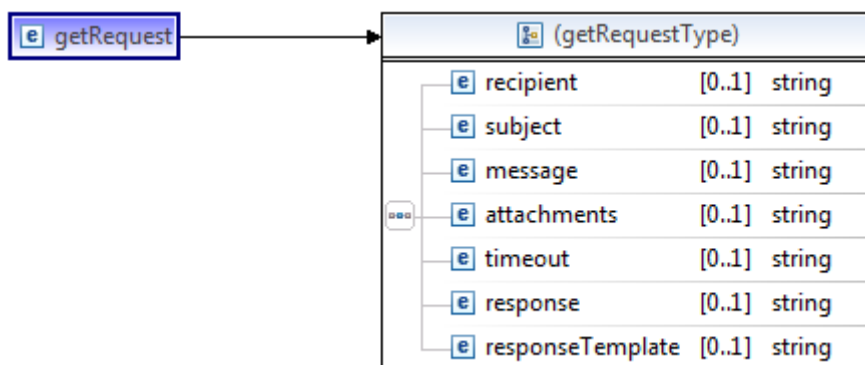 e getRequest
(getRequestType)
e recipient [0..1] string
e subject [0..1] string
e message [0..1] string
e attachments [0..1] string
e timeout [0..1] string
e response [0..1] string
e responseTemplate [0..1] string